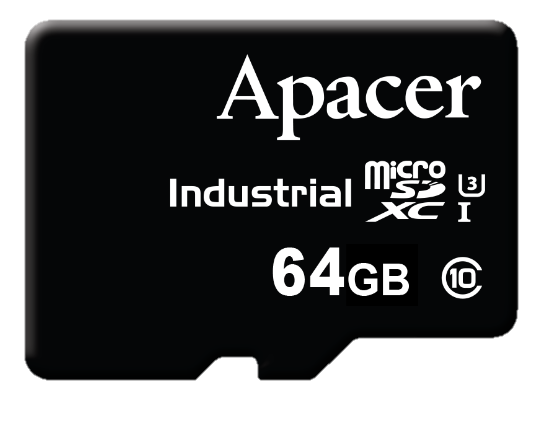 Apacer
Industrial micro SD XC U3 I
64GB 10